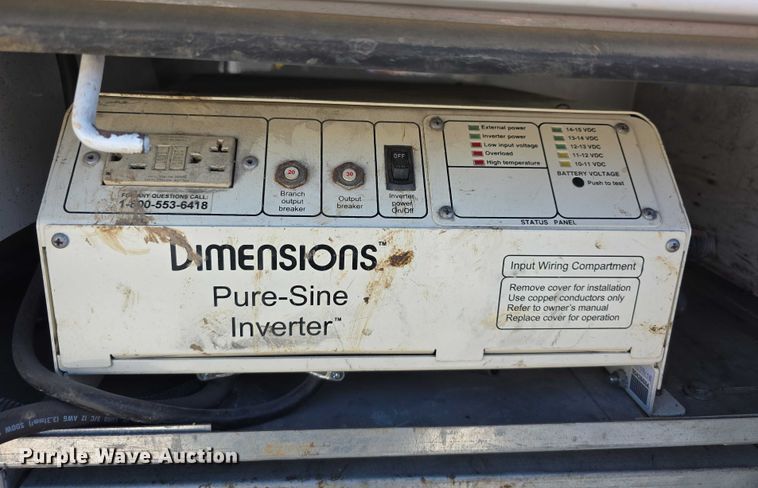 FOR ANY QUESTIONS CALL:
1-800-553-6418
20
Branch
output
breaker
30
Output
breaker
OFF
Inverter
power
On/Off
External power
Inverter power
Low input voltage
Overload
High temperature
14-15 VDC
13-14 VDC
12-13 VDC
11-12 VDC
10-11 VDC
BATTERY VOLTAGE
Push to test
STATUS PANEL
DIMENSIONS™
Pure-Sine
Inverter™
Input Wiring Compartment
Remove cover for installation
Use copper conductors only
Refer to owner's manual
Replace cover for operation
Purple Wave Auction